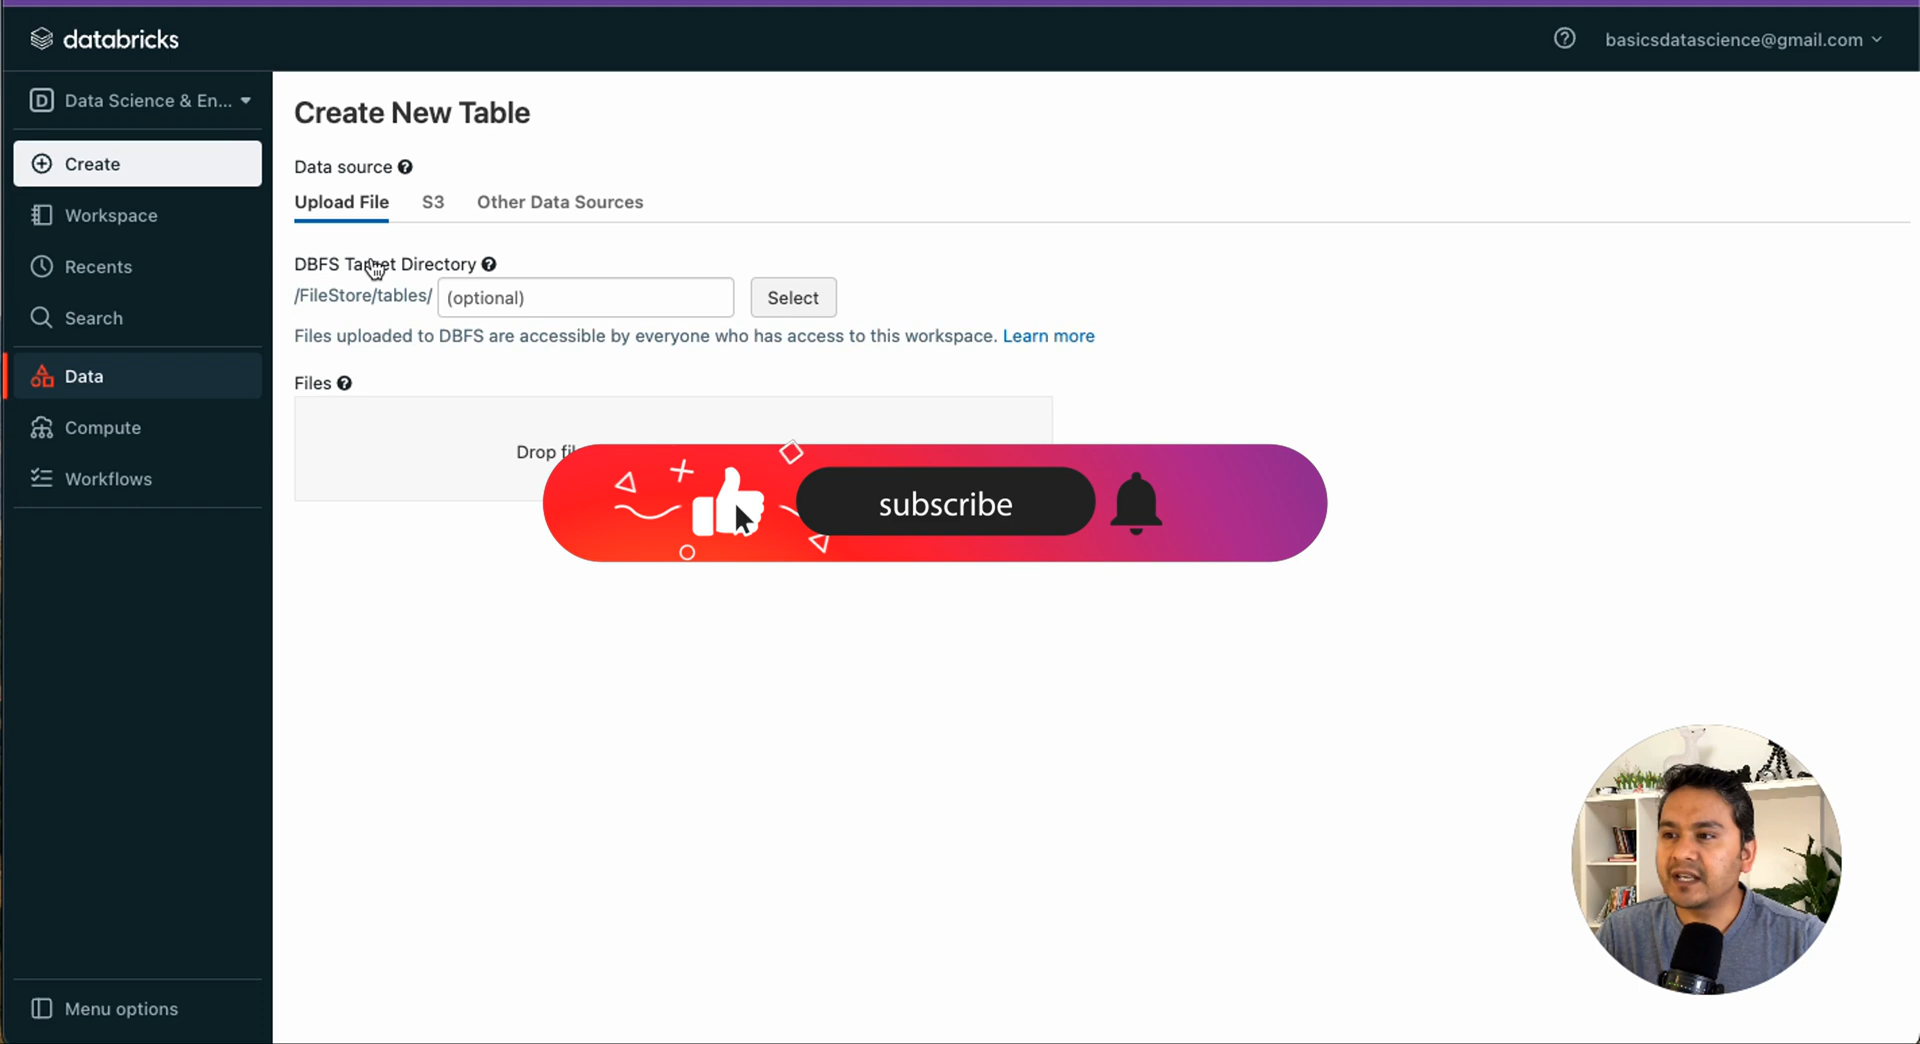 databricks
basicsdatascience@gmail.com
Data Science & En...
Create
Workspace
Recents
Search
Data
Compute
Workflows
Menu options
Create New Table
Data source
Upload File S3 Other Data Sources
DBFS Target Directory
/FileStore/tables/ (optional) Select
Files uploaded to DBFS are accessible by everyone who has access to this workspace. Learn more
Files
Drop
subscribe